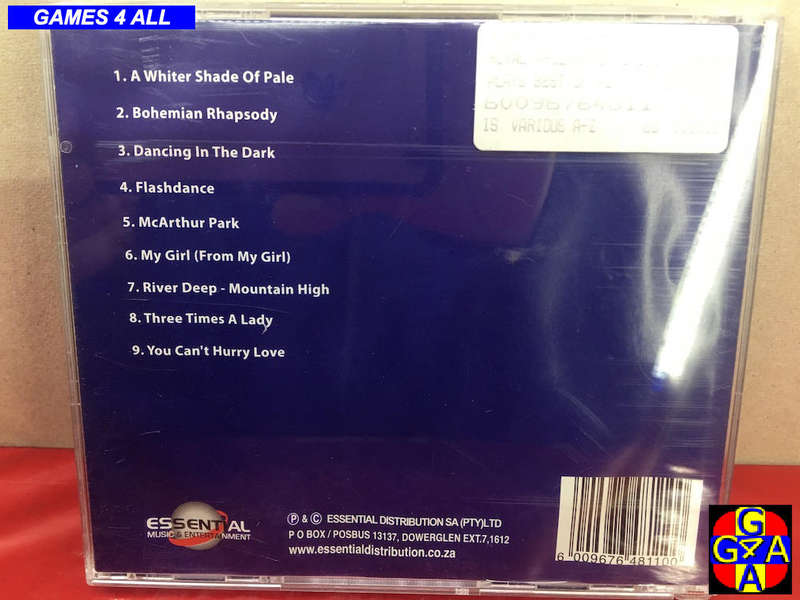 GAMES 4 ALL
1. A Whiter Shade Of Pale
2. Bohemian Rhapsody
3. Dancing In The Dark
4. Flashdance
5. McArthur Park
6. My Girl (From My Girl)
7. River Deep - Mountain High
8. Three Times A Lady
9. You Can't Hurry Love
IS VARIOUS A-Z
ESSENTIAL
MUSIC & ENTERTAINMENT
Ⓟ & © ESSENTIAL DISTRIBUTION SA (PTY)LTD
P O BOX / POSBUS 13137, DOWERGLEN EXT.7,1612
www.essentialdistribution.co.za
6 009676 481100
G
G4A
A